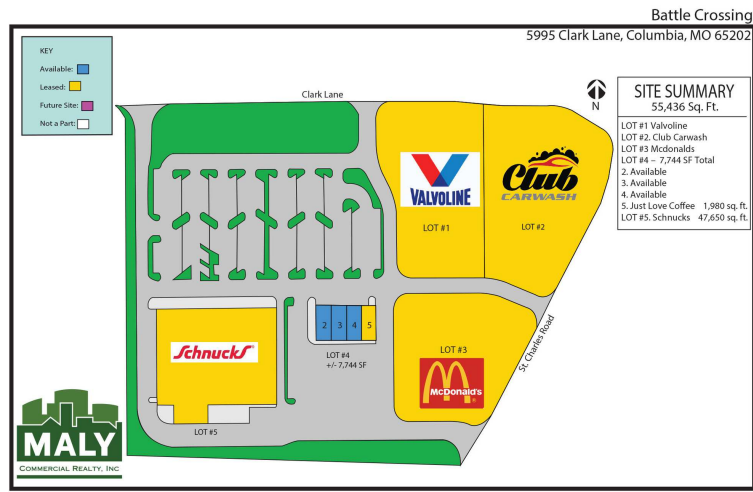 Battle Crossing
5995 Clark Lane, Columbia, MO 65202
KEY
Available:
Leased:
Future Site:
Not a Part:
Clark Lane
N
SITE SUMMARY
55,436 Sq. Ft.
LOT #1 Valvoline
LOT #2. Club Carwash
LOT #3 Mcdonalds
LOT #4 – 7,744 SF Total
2. Available
3. Available
4. Available
5. Just Love Coffee 1,980 sq. ft.
LOT #5. Schnucks 47,650 sq. ft.
VALVOLINE
LOT #1
Club
CARWASH
LOT #2
Schnucks
LOT #5
2 3 4 5
LOT #4
+/- 7,744 SF
LOT #3
McDonald's
St. Charles Road
MALY
COMMERCIAL REALTY, INC